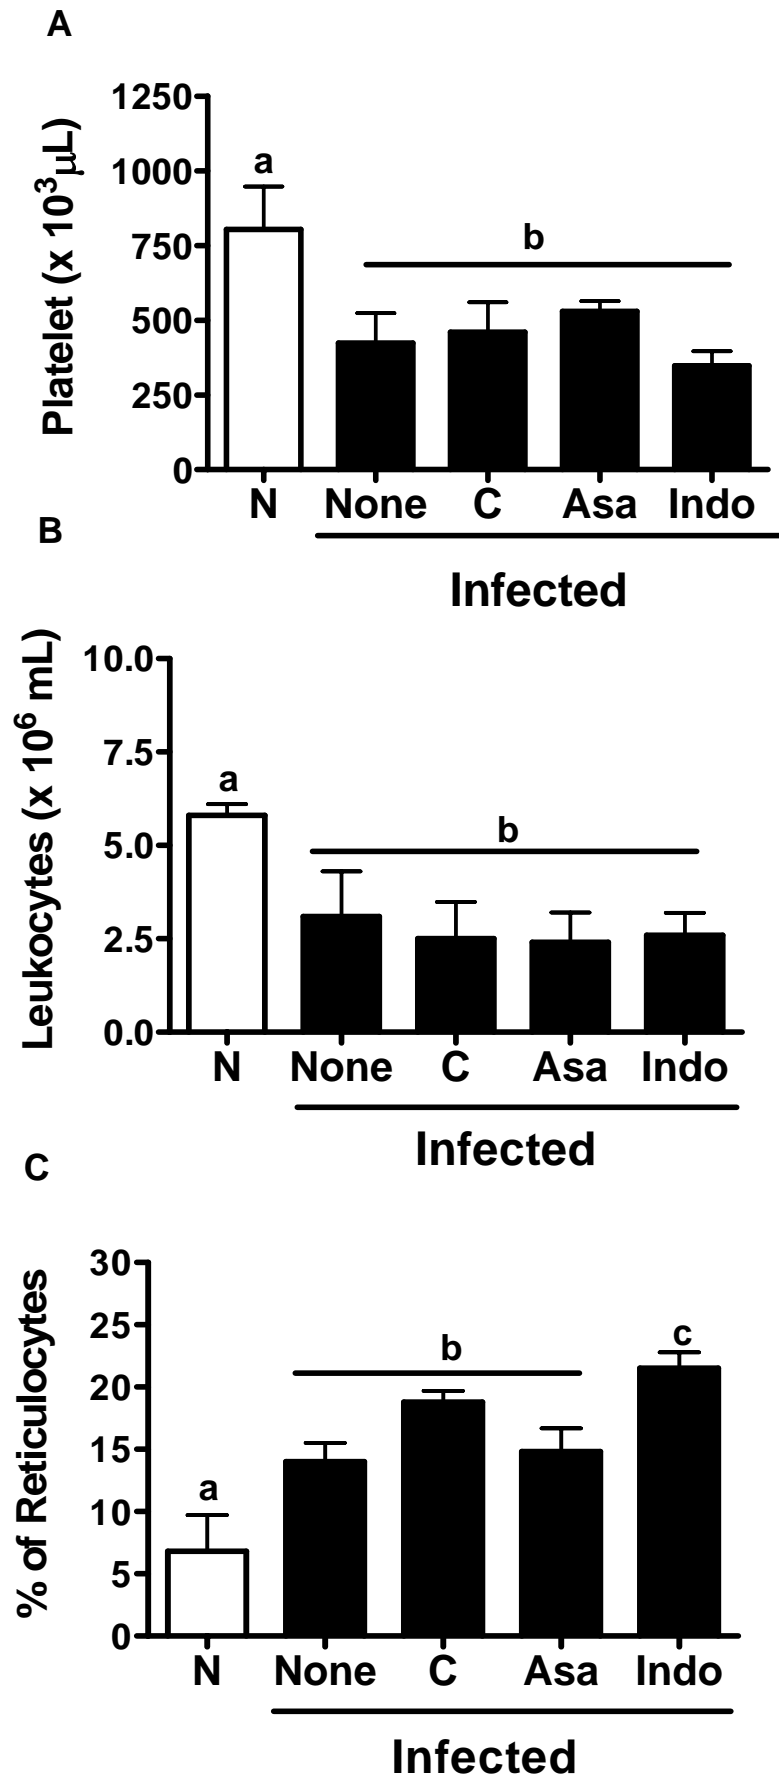 A
Platelet (x 10³μL)
1250
1000
750
500
250
0
a
b
N None C Asa Indo
Infected
B
Leukocytes (x 10⁶ mL)
10.0
7.5
5.0
2.5
0.0
a
b
N None C Asa Indo
Infected
C
% of Reticulocytes
30
25
20
15
10
5
0
a
b
c
N None C Asa Indo
Infected